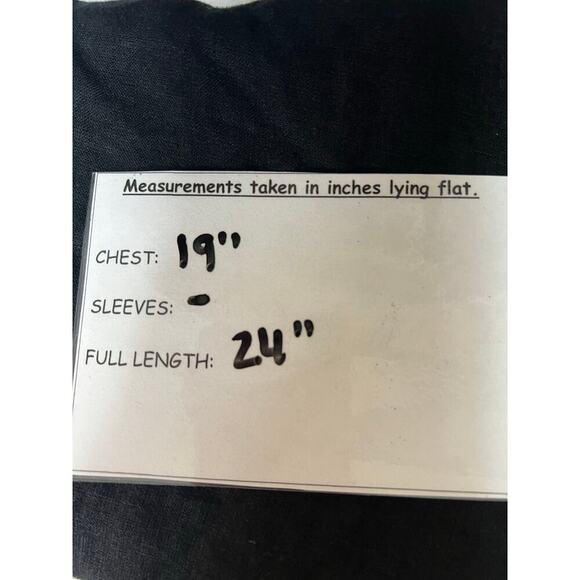 Measurements taken in inches lying flat.
CHEST: 19"
SLEEVES: -
FULL LENGTH: 24"